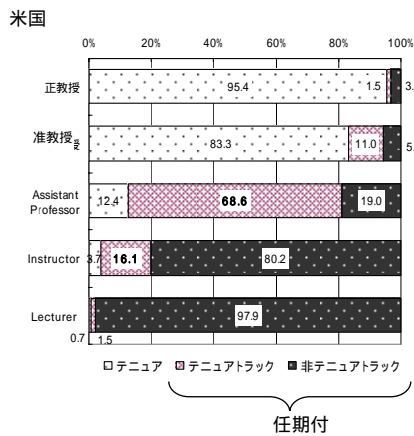 米国
0% 20% 40% 60% 80% 100%
正教授 95.4 1.5 3.
准教授 83.3 11.0 5.
Assistant Professor 12.4 68.6 19.0
Instructor 3.7 16.1 80.2
Lecturer 97.9
0.7 1.5
テニュア テニュアトラック 非テニュアトラック
任期付